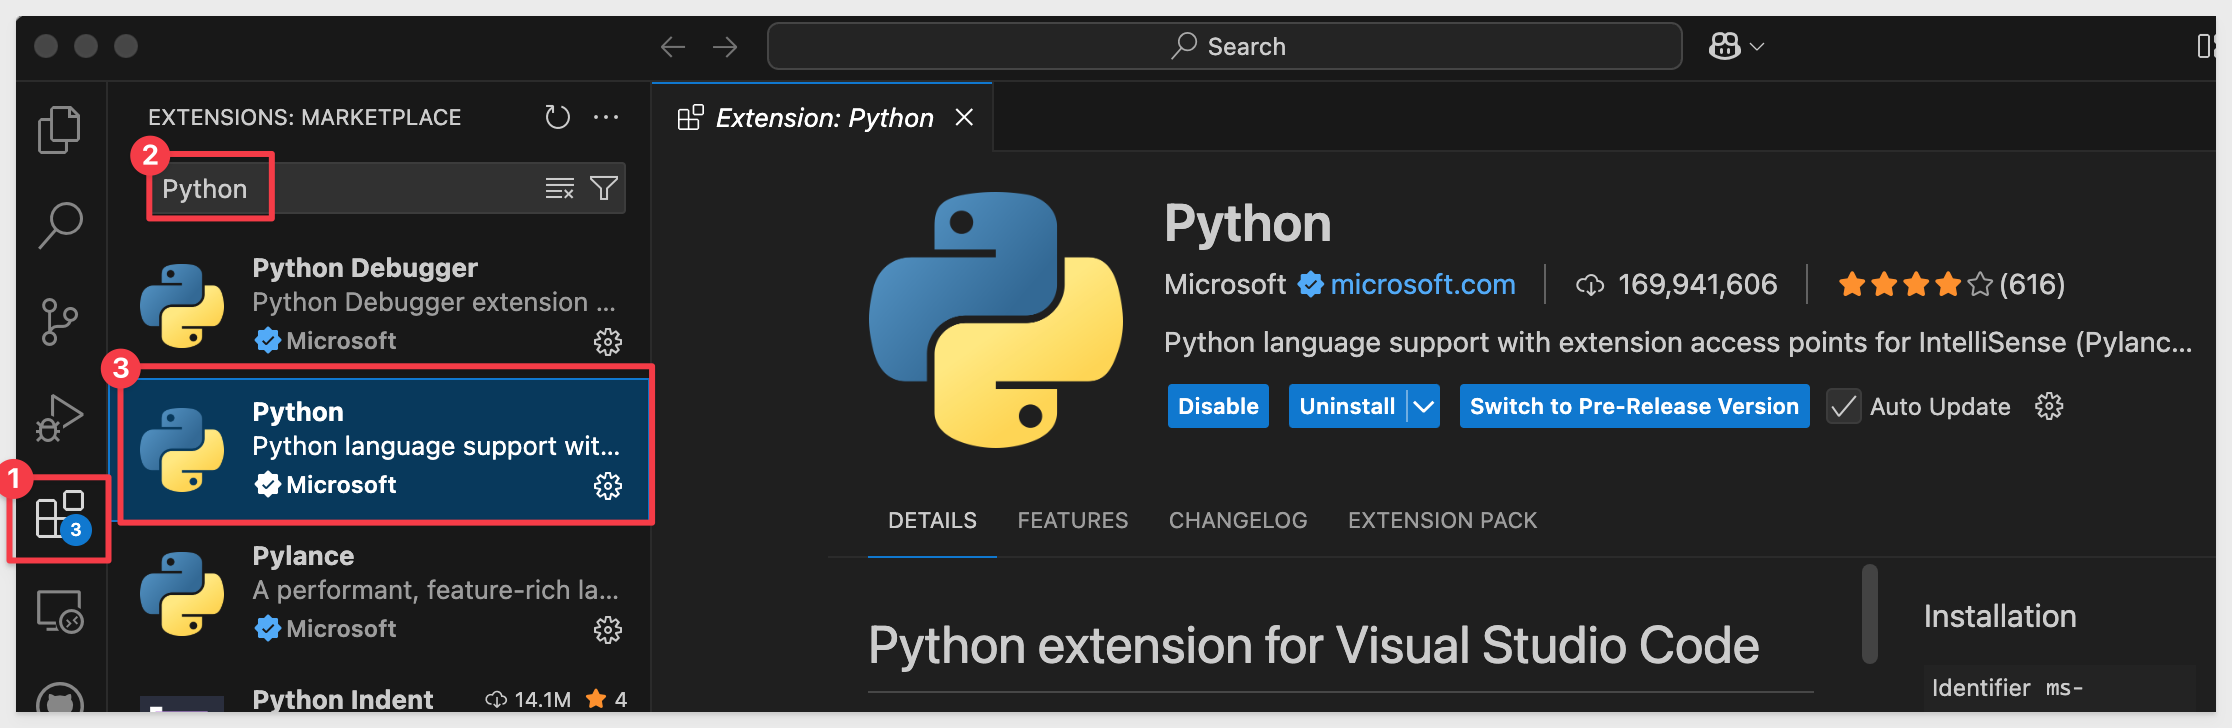 Search
EXTENSIONS: MARKETPLACE
2
Python
Python Debugger
Python Debugger extension ...
Microsoft
3
Python
Python language support wit...
Microsoft
1
3
Pylance
A performant, feature-rich la...
Microsoft
Python Indent 14.1M 4
Extension: Python
Python
Microsoft microsoft.com 169,941,606 (616)
Python language support with extension access points for IntelliSense (Pylanc...
Disable Uninstall Switch to Pre-Release Version Auto Update
DETAILS FEATURES CHANGELOG EXTENSION PACK
Python extension for Visual Studio Code
Installation
Identifier ms-